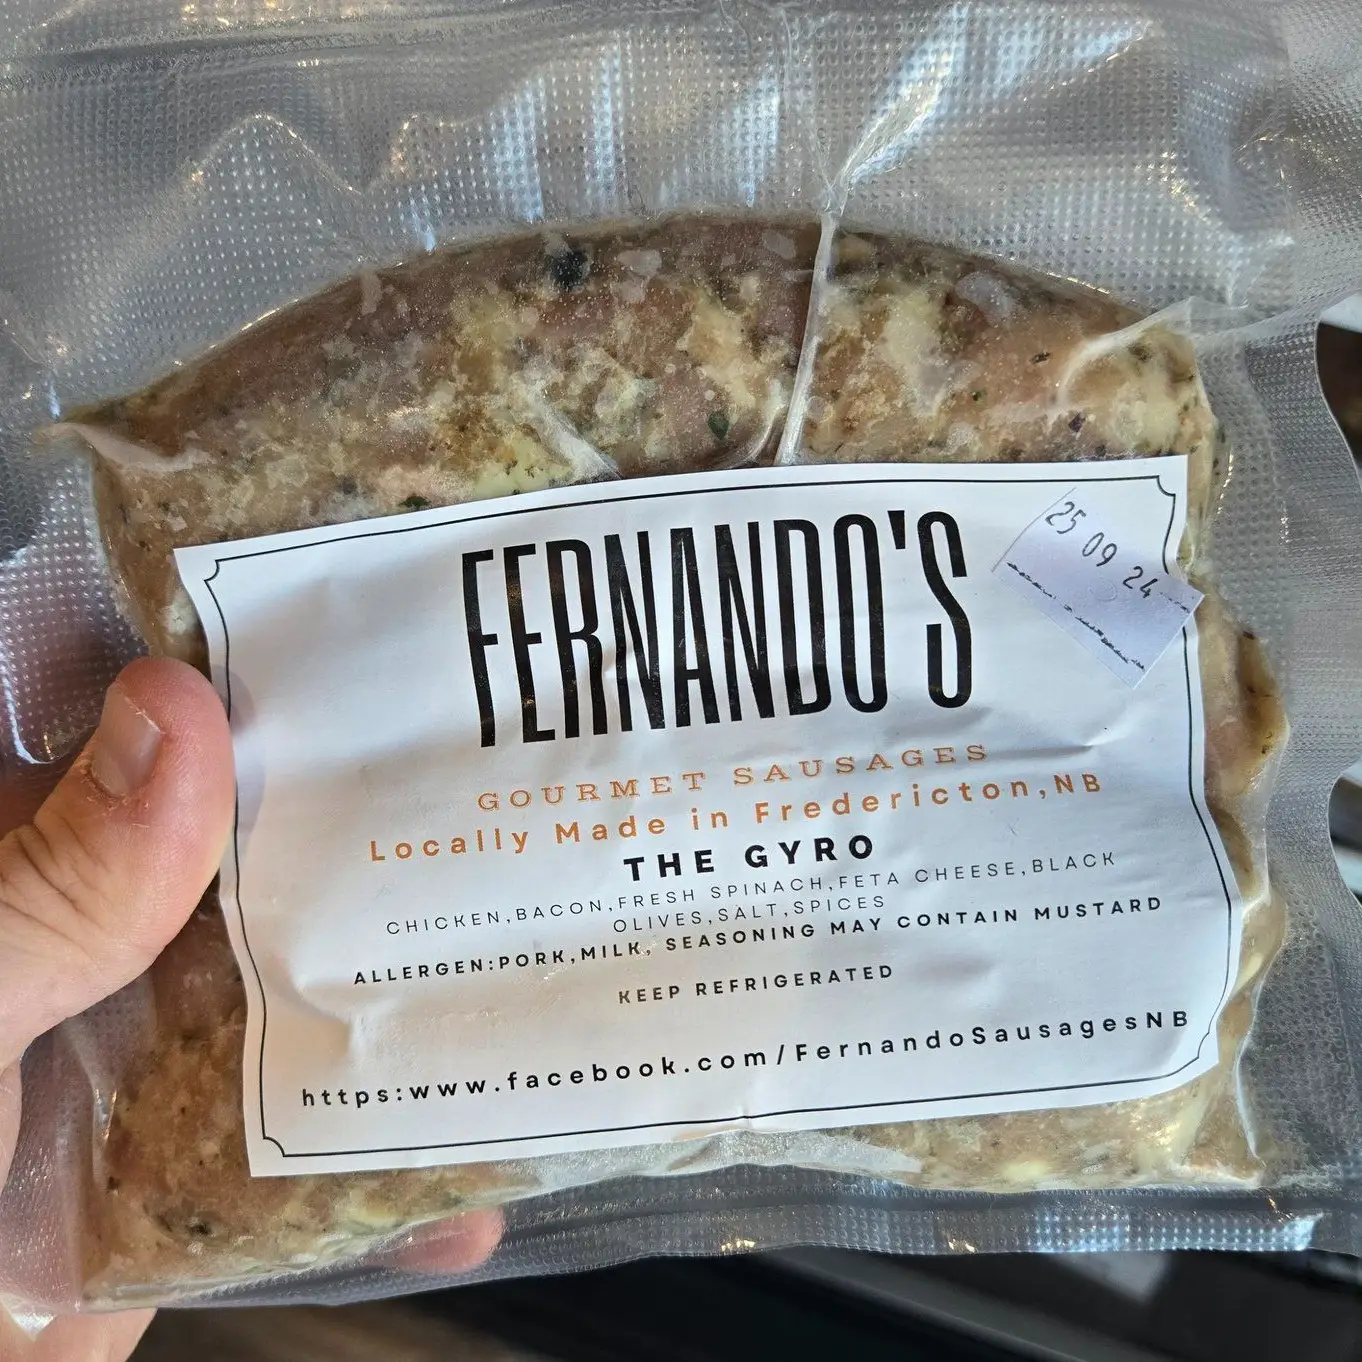 FERNANDO'S
25 09 24
GOURMET SAUSAGES
Locally Made in Fredericton,NB
THE GYRO
CHICKEN,BACON,FRESH SPINACH,FETA CHEESE,BLACK
OLIVES,SALT,SPICES
ALLERGEN:PORK,MILK, SEASONING MAY CONTAIN MUSTARD
KEEP REFRIGERATED
https:www.facebook.com/FernandoSausagesNB